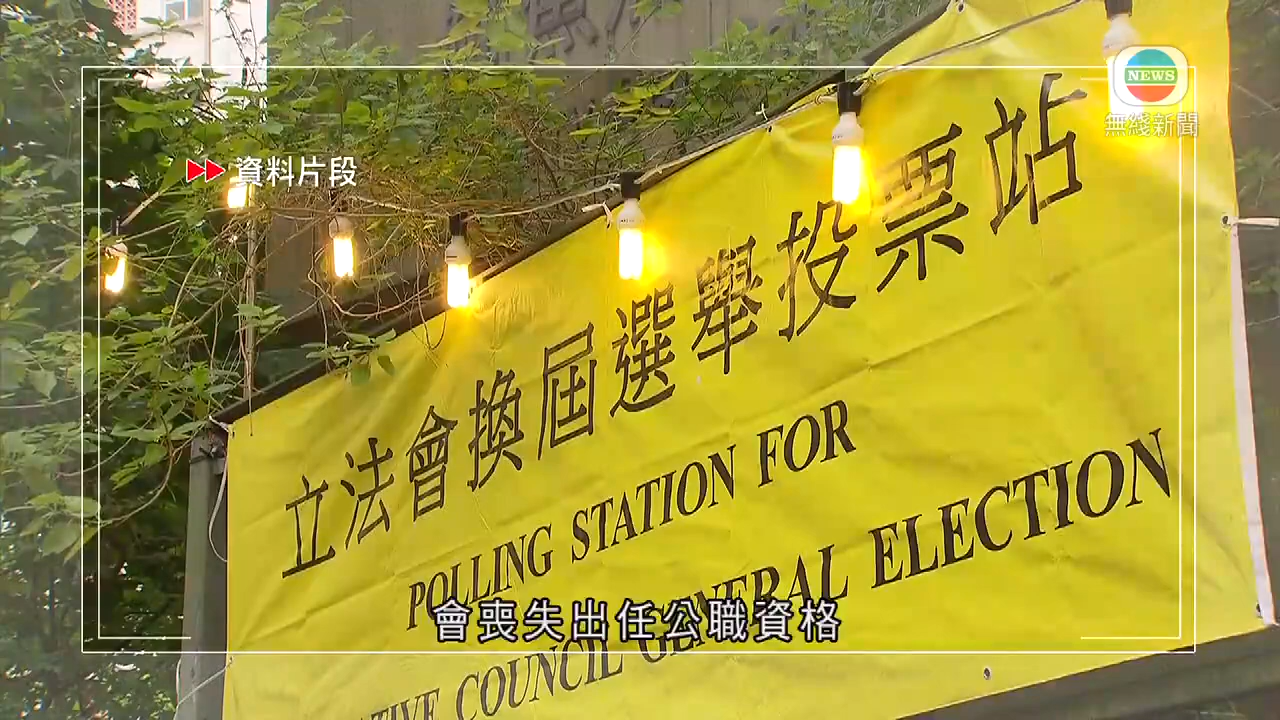 NEWS
無綫新聞
資料片段
立法會換屆選舉投票站
POLLING STATION FOR
COUNCIL GENERAL ELECTION
會喪失出任公職資格